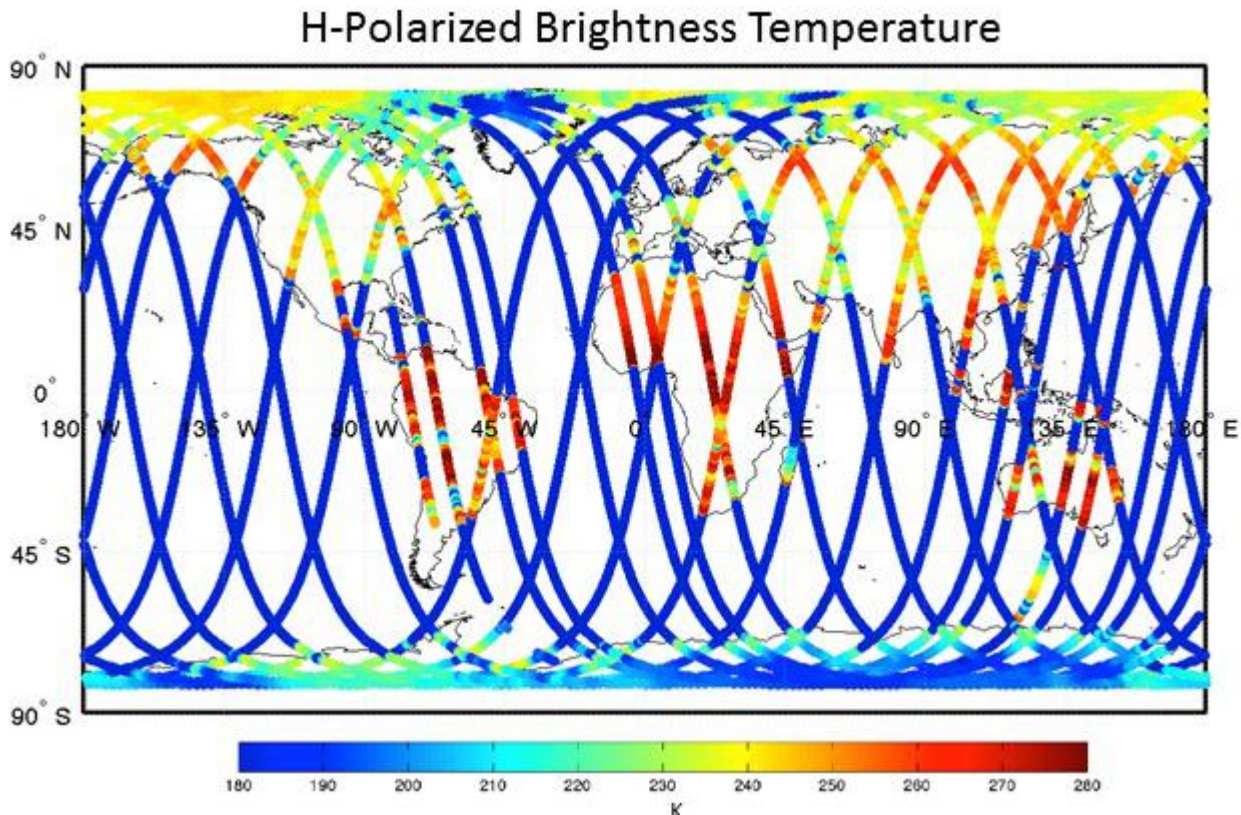 H-Polarized Brightness Temperature
90° N
45° N
0°
180° W 135° W 90° W 45° W 0° 45° E 90° E 135° E 180° E
45° S
90° S
180 190 200 210 220 230 240 250 260 270 280
K